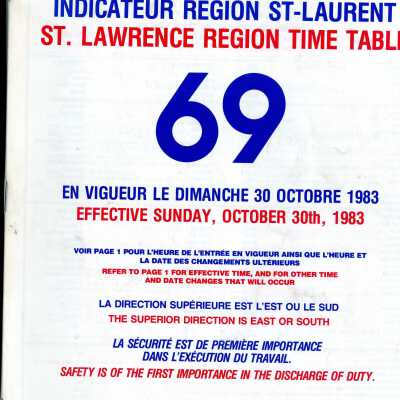 INDICATEUR RÉGION ST-LAURENT
ST. LAWRENCE REGION TIME TABL
69
EN VIGUEUR LE DIMANCHE 30 OCTOBRE 1983
EFFECTIVE SUNDAY, OCTOBER 30th, 1983
VOIR PAGE 1 POUR L'HEURE DE L'ENTRÉE EN VIGUEUR AINSI QUE L'HEURE ET
LA DATE DES CHANGEMENTS ULTÉRIEURS
REFER TO PAGE 1 FOR EFFECTIVE TIME, AND FOR OTHER TIME
AND DATE CHANGES THAT WILL OCCUR
LA DIRECTION SUPÉRIEURE EST L'EST OU LE SUD
THE SUPERIOR DIRECTION IS EAST OR SOUTH
LA SÉCURITÉ EST DE PREMIÈRE IMPORTANCE
DANS L'EXÉCUTION DU TRAVAIL.
SAFETY IS OF THE FIRST IMPORTANCE IN THE DISCHARGE OF DUTY.